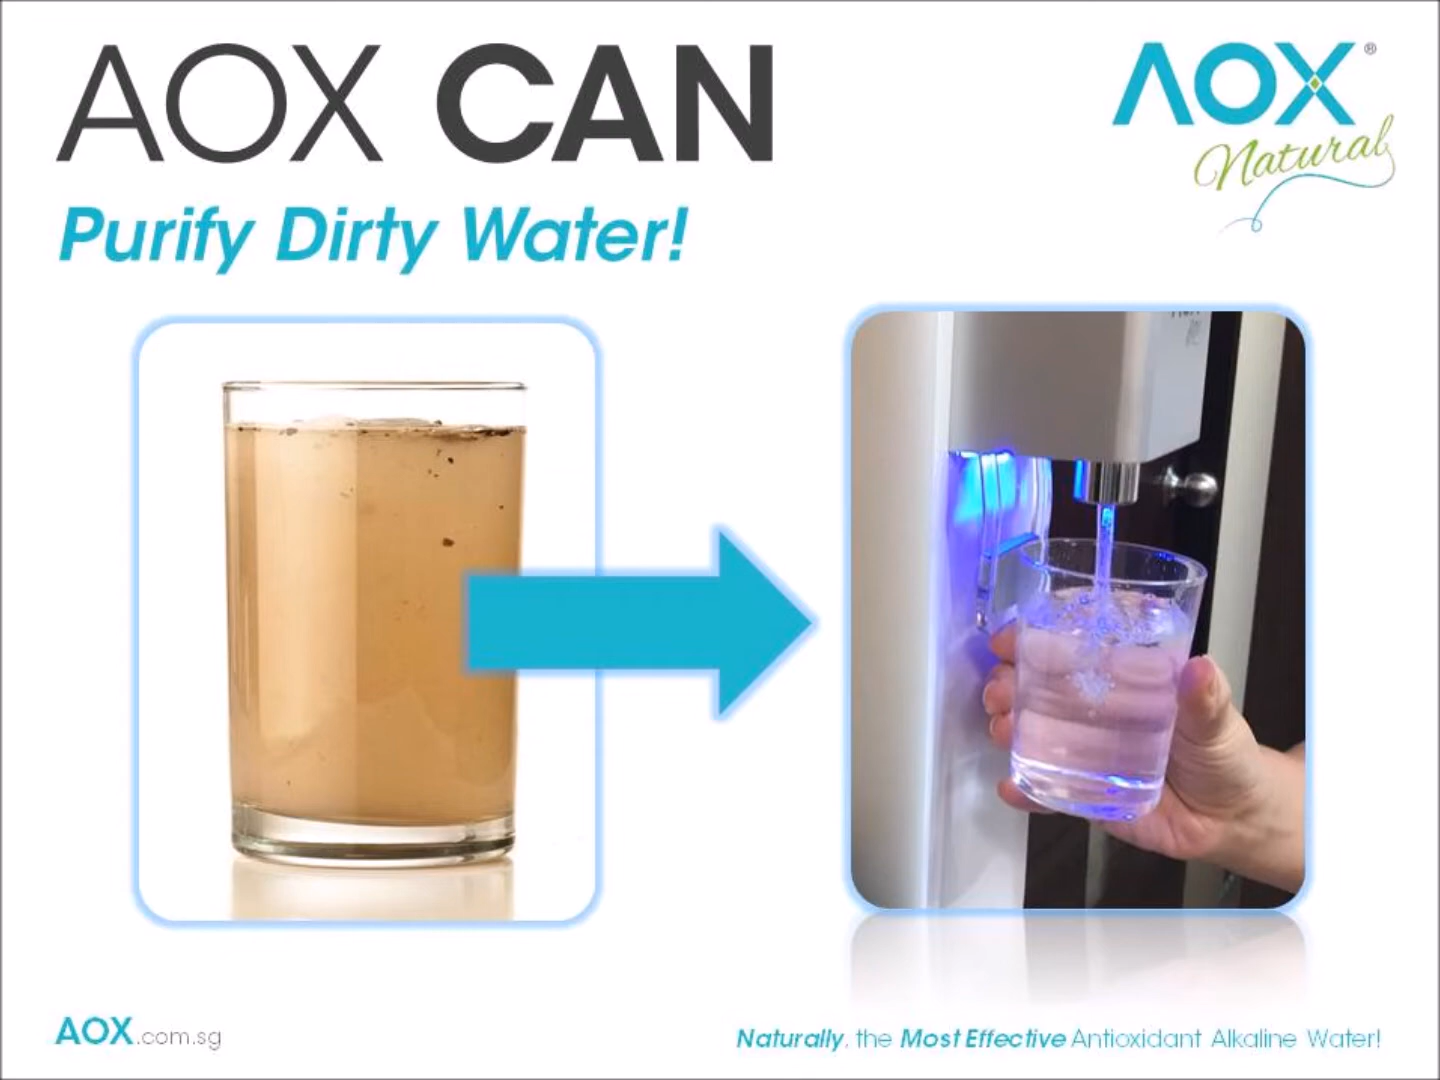 AOX CAN
AOX®
Natural
Purify Dirty Water!
AOX.com.sg
Naturally, the Most Effective Antioxidant Alkaline Water!